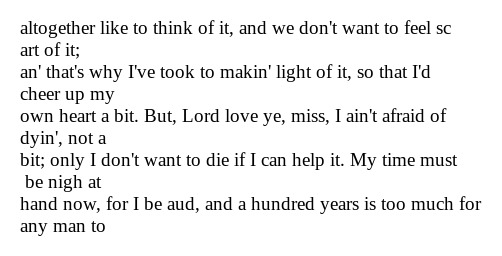 altogether like to think of it, and we don't want to feel sc
art of it;
an' that's why I've took to makin' light of it, so that I'd
cheer up my
own heart a bit. But, Lord love ye, miss, I ain't afraid of
dyin', not a
bit; only I don't want to die if I can help it. My time must
be nigh at
hand now, for I be aud, and a hundred years is too much for
any man to